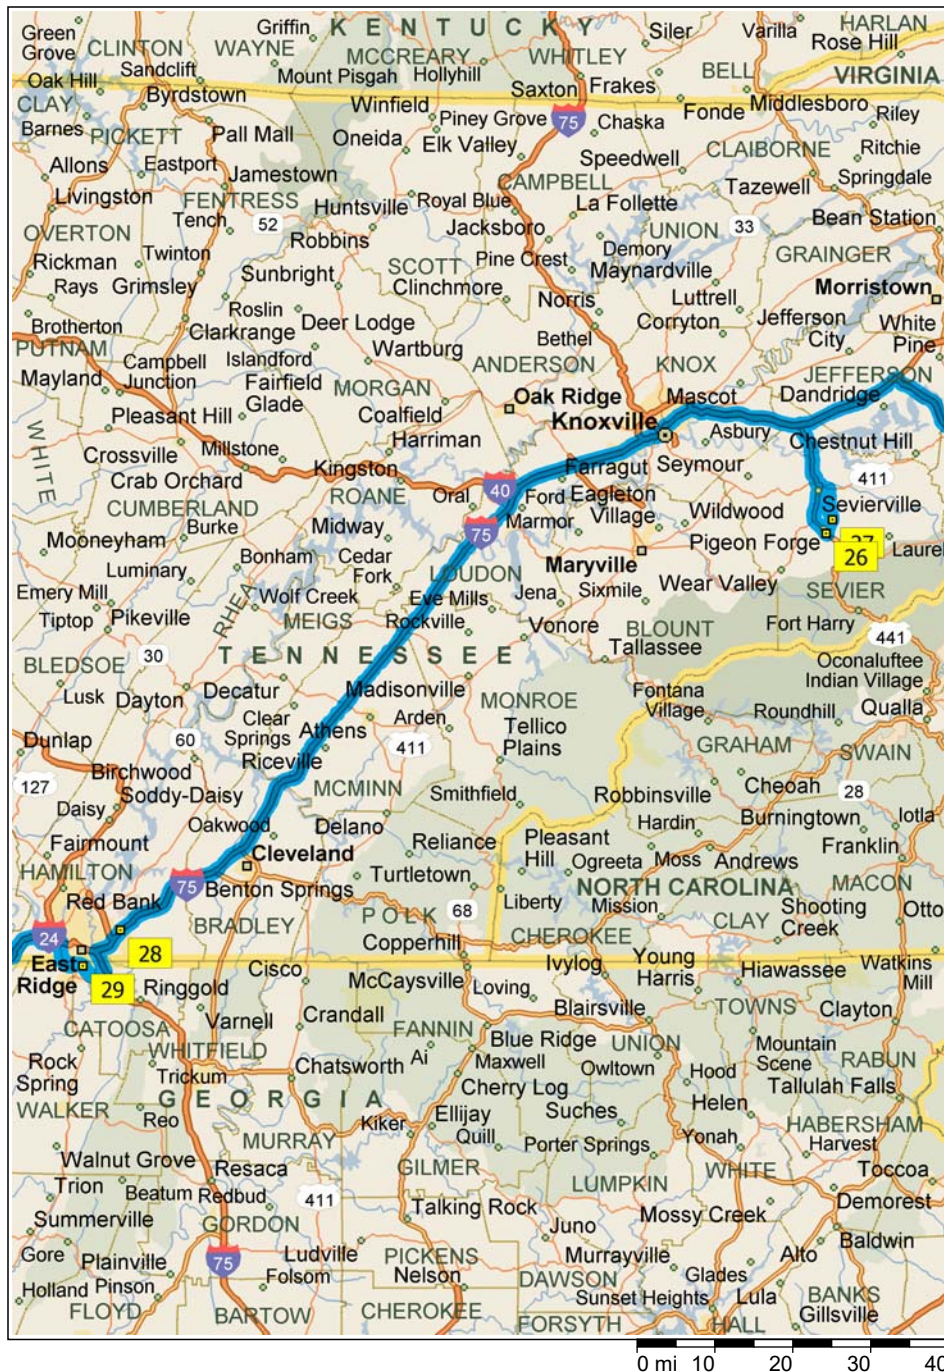 Green
Grove
CLINTON
WAYNE
Griffin
KENTUCKY
MCCREARY
WHITLEY
Siler
Varilla
HARLAN
Rose Hill
Oak Hill
Sandclift
Mount Pisgah
Hollyhill
Saxton
Frakes
BELL
VIRGINIA
CLAY
Byrdstown
Winfield
Piney Grove
75
Chaska
Fonde
Middlesboro
Riley
Barnes
PICKETT
Pall Mall
Oneida
Elk Valley
Speedwell
CLAIBORNE
Ritchie
Allons
Eastport
Jamestown
CAMPBELL
Tazewell
Springdale
Livingston
FENTRESS
Tench
52
Huntsville
Royal Blue
La Follette
Jacksboro
UNION
33
Bean Station
OVERTON
Robbins
Demory
GRAINGER
Rickman
Twinton
Sunbright
SCOTT
Pine Crest
Maynardville
Rays
Grimsley
Clinchmore
Norris
Luttrell
Morristown
Roslin
Brotherton
Clarkrange
Deer Lodge
Bethel
Corryton
Jefferson
City
White
Pine
PUTNAM
Campbell
Junction
Islandford
Wartburg
ANDERSON
KNOX
Mayland
Fairfield
Glade
MORGAN
Oak Ridge
Mascot
JEFFERSON
Dandridge
WHITE
Pleasant Hill
Coalfield
Knoxville
Crossville
Millstone
Harriman
Asbury
Chestnut Hill
Crab Orchard
Kingston
Farragut
Seymour
CUMBERLAND
ROANE
Oral
40
Ford
Eagleton
Village
411
Sevierville
Burke
Midway
75
Marmor
Wildwood
Mooneyham
Bonham
Cedar
Fork
Maryville
Pigeon Forge
27
26
Laurel
Luminary
LOUDON
Emery Mill
RHEA
Wolf Creek
Eve Mills
Jena
Sixmile
Wear Valley
SEVIER
Tiptop
Pikeville
MEIGS
Rockville
Vonore
BLOUNT
Fort Harry
30
TENNESSEE
Tallassee
441
BLEDSOE
Oconaluftee
Indian Village
Lusk
Dayton
Decatur
Madisonville
MONROE
Fontana
Village
Roundhill
Qualla
Clear
Springs
Athens
Arden
Tellico
Plains
Dunlap
60
411
GRAHAM
SWAIN
127
Birchwood
Riceville
MCMINN
Cheoah
28
Daisy
Soddy-Daisy
Smithfield
Robbinsville
Burningtown
Iotla
Oakwood
Delano
Hardin
Fairmount
Cleveland
Reliance
Pleasant
Hill
Ogreeta
Moss
Andrews
Franklin
HAMILTON
75
Benton Springs
Turtletown
NORTH CAROLINA
MACON
Red Bank
BRADLEY
POLK
68
Liberty
Mission
CLAY
Shooting
Creek
Otto
24
28
Copperhill
CHEROKEE
East
Ridge
29
Ringgold
Cisco
McCaysville
Loving
Ivylog
Young
Harris
Hiawassee
Watkins
Mill
CATOOSA
Varnell
Crandall
FANNIN
Blairsville
TOWNS
Clayton
Rock
Spring
WHITFIELD
Chatsworth
Ai
Blue Ridge
Maxwell
UNION
Owltown
Mountain
Scene
RABUN
Trickum
Cherry Log
Hood
Tallulah Falls
WALKER
GEORGIA
Reo
Kiker
Ellijay
Suches
Helen
HABERSHAM
MURRAY
Quill
Porter Springs
Yonah
Harvest
Walnut Grove
Resaca
GILMER
WHITE
Toccoa
Trion
Beatum
Redbud
411
LUMPKIN
Demorest
Summerville
GORDON
Talking Rock
Mossy Creek
Juno
Baldwin
Gore
Plainville
75
Ludville
PICKENS
Murrayville
Alto
Holland
Pinson
Folsom
Nelson
DAWSON
Glades
FLOYD
BARTOW
CHEROKEE
Sunset Heights
Lula
BANKS
FORSYTH
HALL
Gillsville
0 mi 10 20 30 40